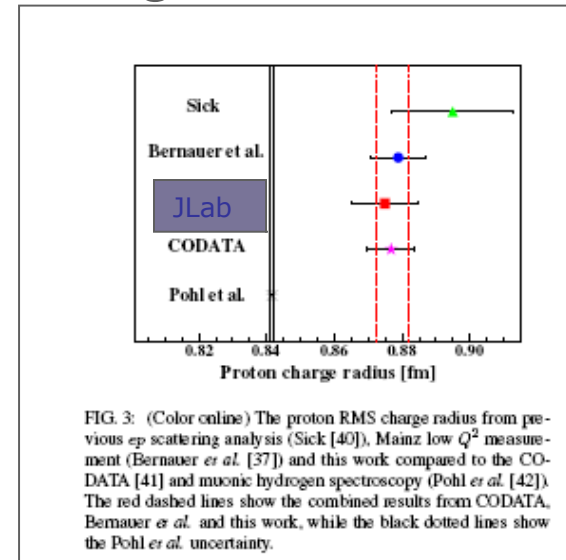 Sick
Bernauer et al.
JLab
CODATA
Pohl et al.
0.82 0.84 0.86 0.88 0.90
Proton charge radius [fm]
FIG. 3: (Color online) The proton RMS charge radius from pre-
vious ep scattering analysis (Sick [40]), Mainz low Q² measure-
ment (Bernauer et al. [37]) and this work compared to the CO-
DATA [41] and muonic hydrogen spectroscopy (Pohl et al. [42]).
The red dashed lines show the combined results from CODATA,
Bernauer et al. and this work, while the black dotted lines show
the Pohl et al. uncertainty.